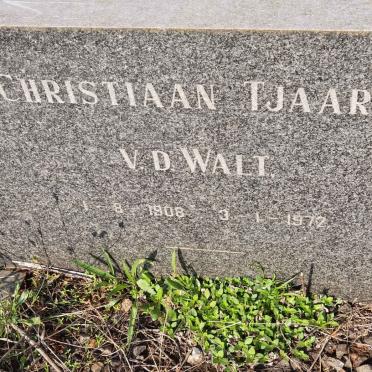 CHRISTIAAN TJAAR
V.D. WALT.
1-8-1908 3-1-1972